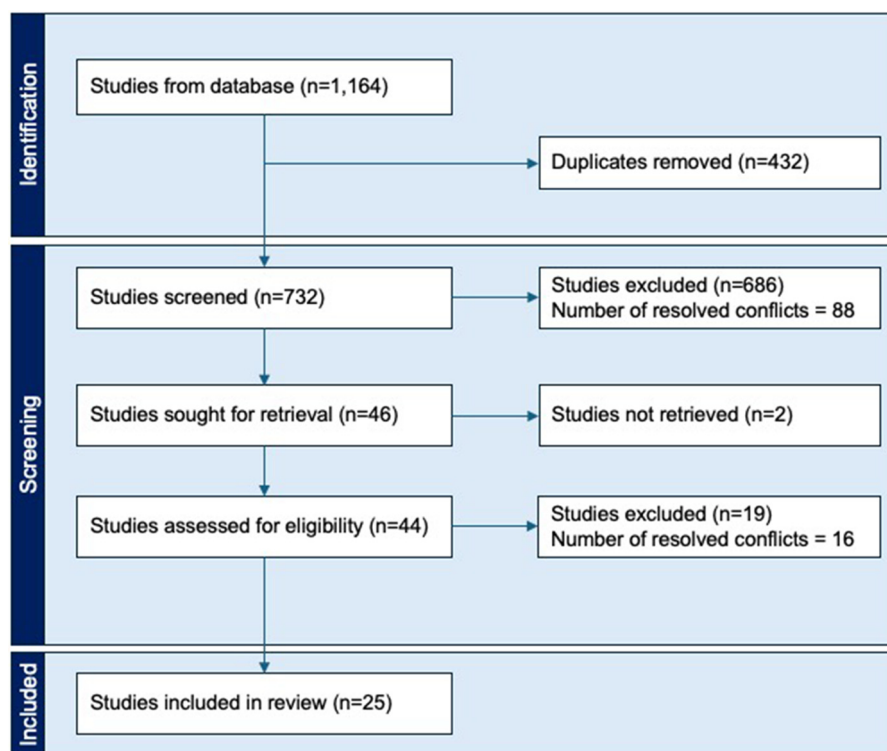 Identification
Studies from database (n=1,164)
Duplicates removed (n=432)
Screening
Studies screened (n=732)
Studies excluded (n=686)
Number of resolved conflicts = 88
Studies sought for retrieval (n=46)
Studies not retrieved (n=2)
Studies assessed for eligibility (n=44)
Studies excluded (n=19)
Number of resolved conflicts = 16
Included
Studies included in review (n=25)